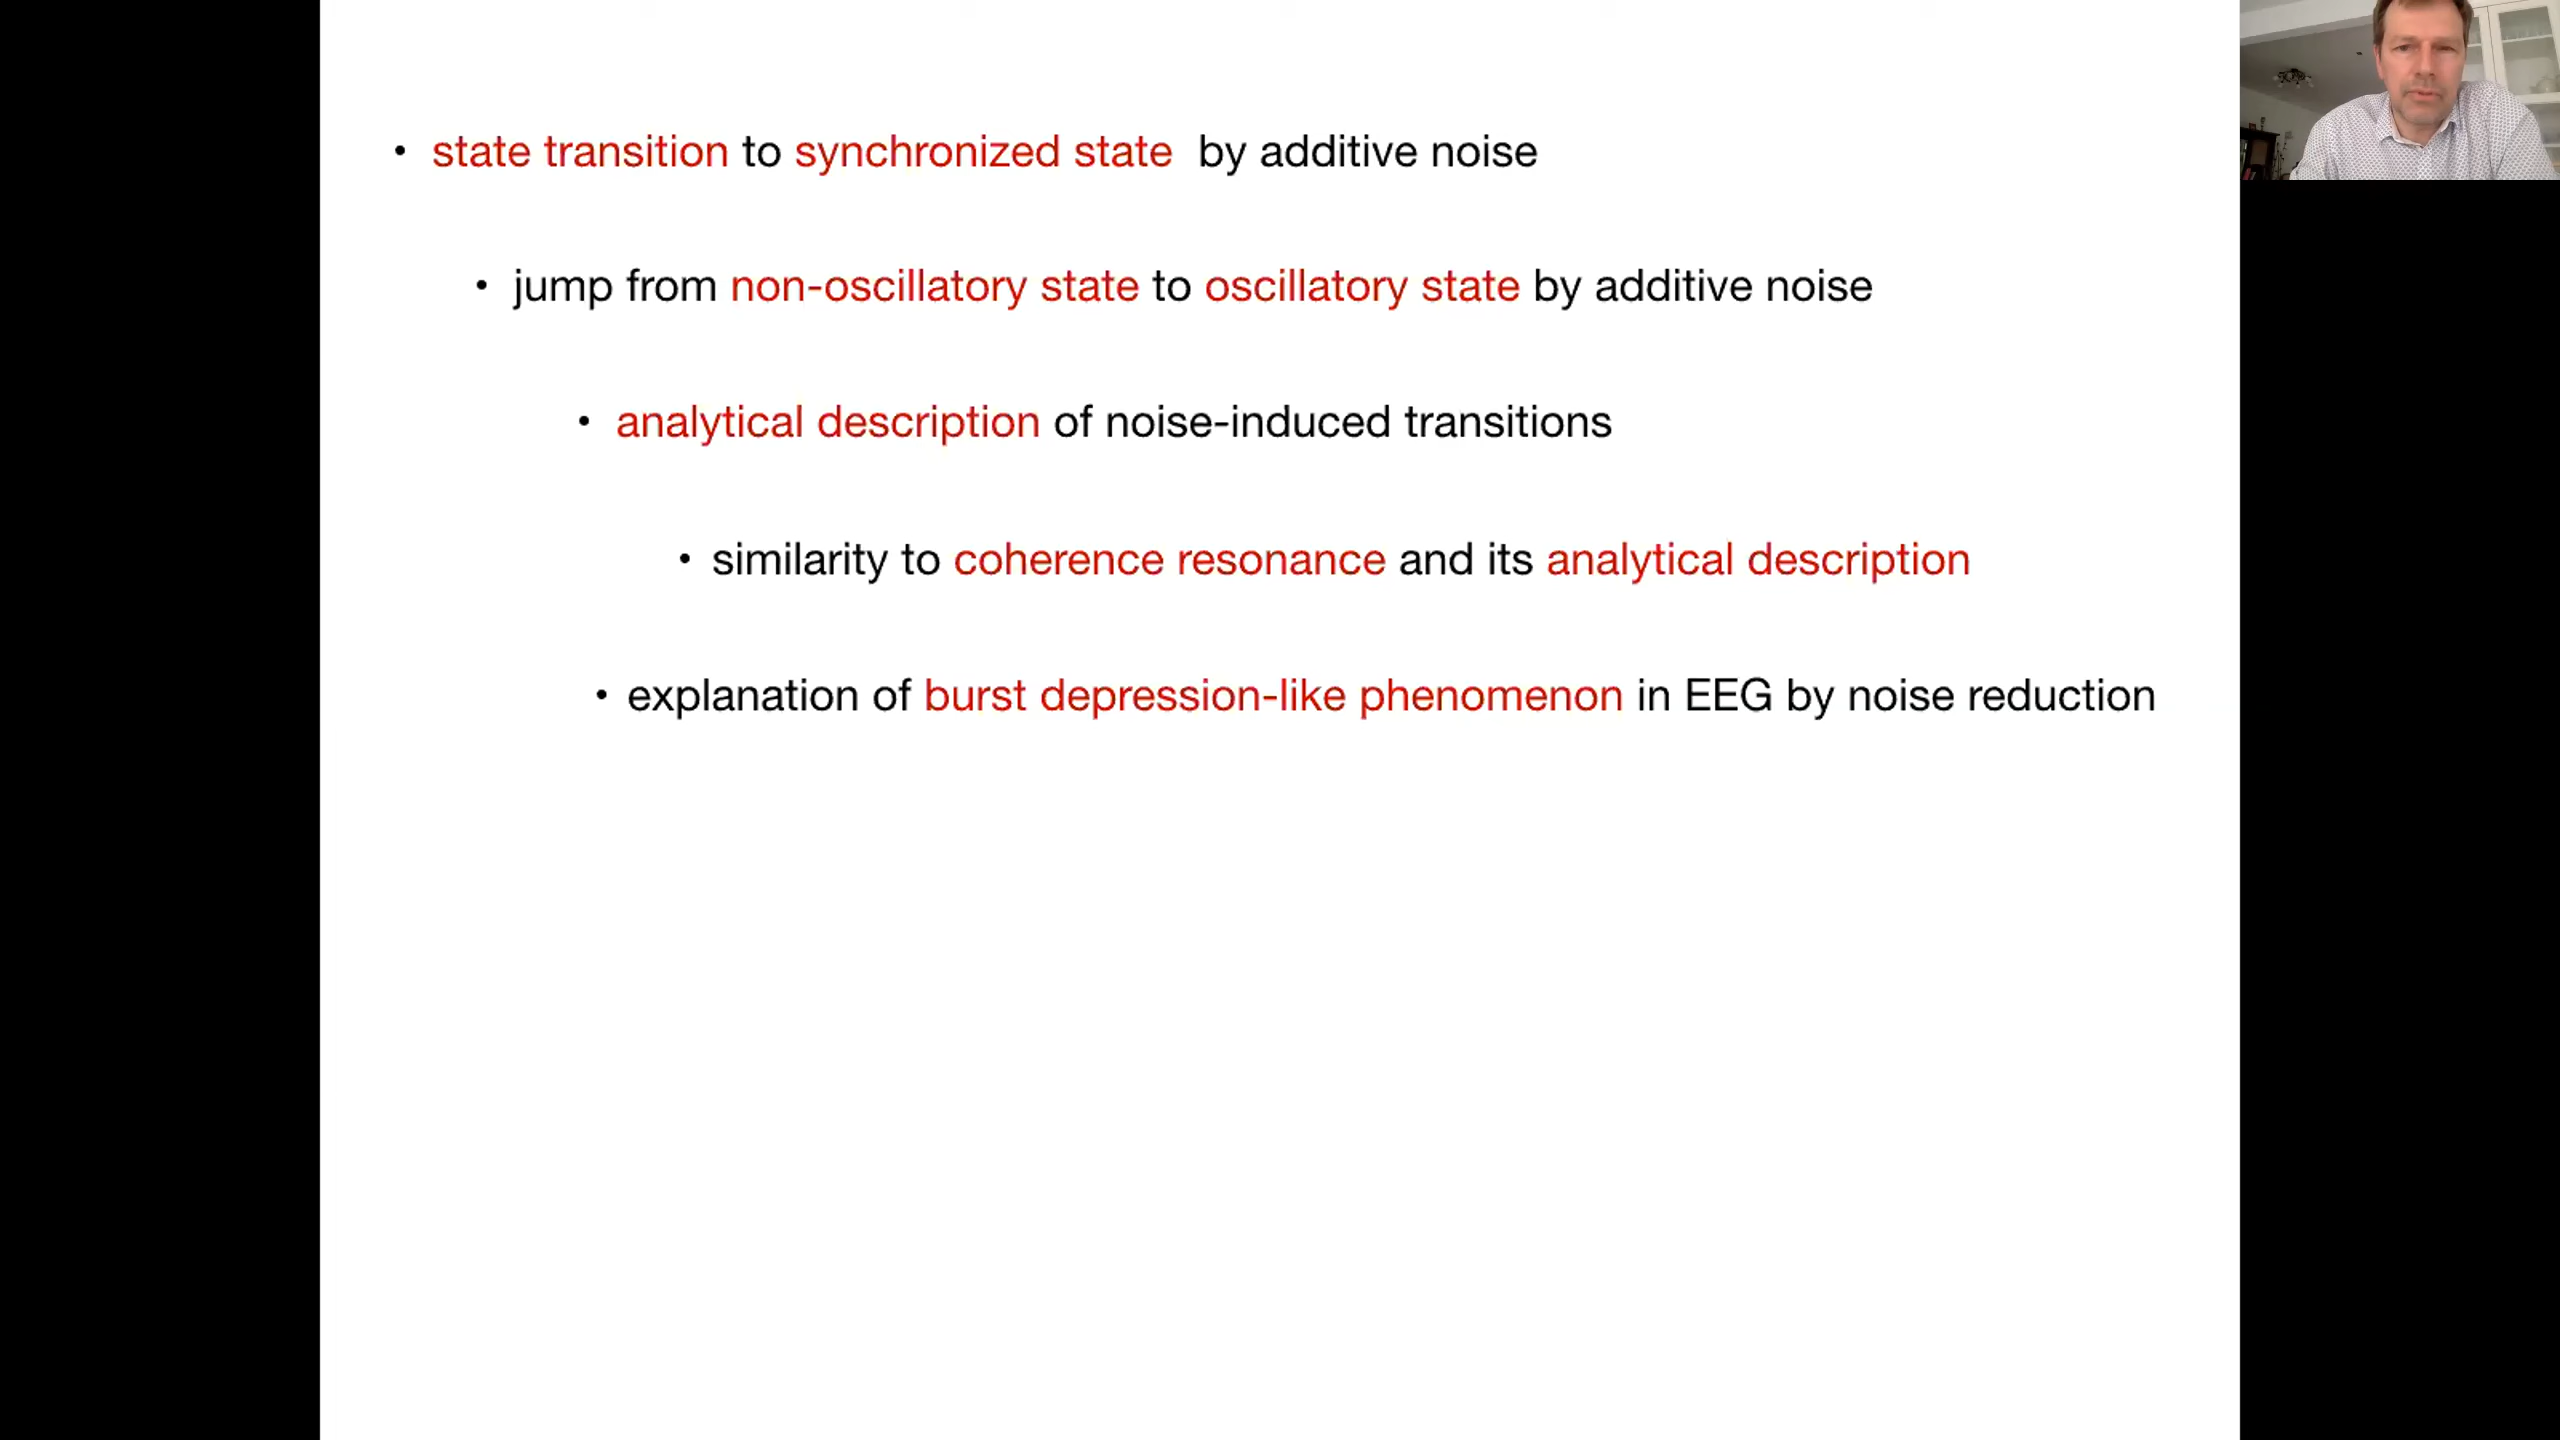 • state transition to synchronized state by additive noise
• jump from non-oscillatory state to oscillatory state by additive noise
• analytical description of noise-induced transitions
• similarity to coherence resonance and its analytical description
• explanation of burst depression-like phenomenon in EEG by noise reduction